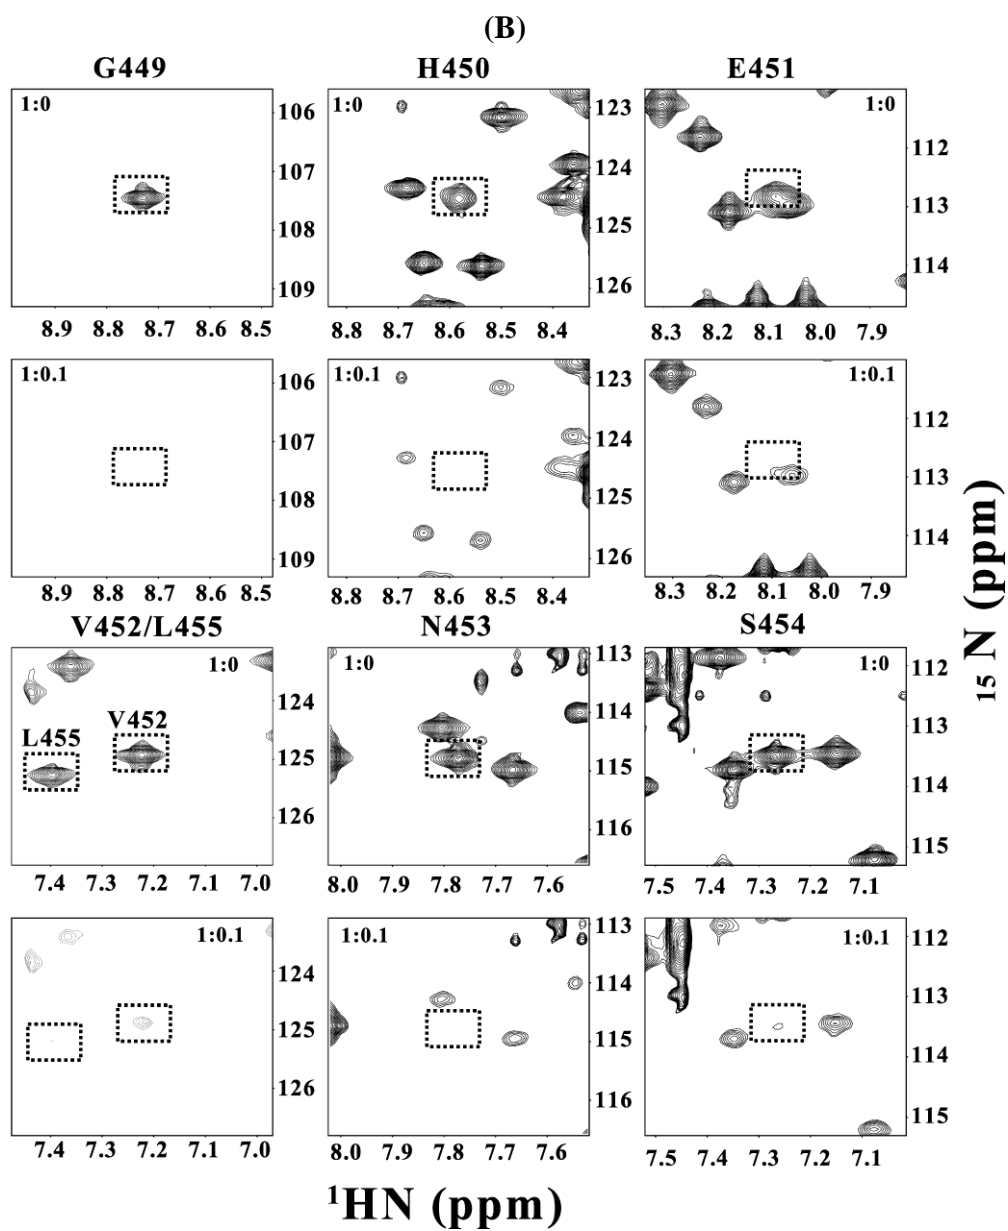 (B)
G449 H450 E451
1:0 1:0 1:0
106 107 108 109
123 124 125 126
112 113 114
8.9 8.8 8.7 8.6 8.5
8.8 8.7 8.6 8.5 8.4
8.3 8.2 8.1 8.0 7.9
1:0.1 1:0.1 1:0.1
106 107 108 109
123 124 125 126
112 113 114
8.9 8.8 8.7 8.6 8.5
8.8 8.7 8.6 8.5 8.4
8.3 8.2 8.1 8.0 7.9
V452/L455 N453 S454
1:0 1:0 1:0
V452
L455
124 125 126
113 114 115 116
112 113 114 115
7.4 7.3 7.2 7.1 7.0
8.0 7.9 7.8 7.7 7.6
7.5 7.4 7.3 7.2 7.1
1:0.1 1:0.1 1:0.1
124 125 126
113 114 115 116
112 113 114 115
7.4 7.3 7.2 7.1 7.0
8.0 7.9 7.8 7.7 7.6
7.5 7.4 7.3 7.2 7.1
¹HN (ppm)
¹⁵N (ppm)